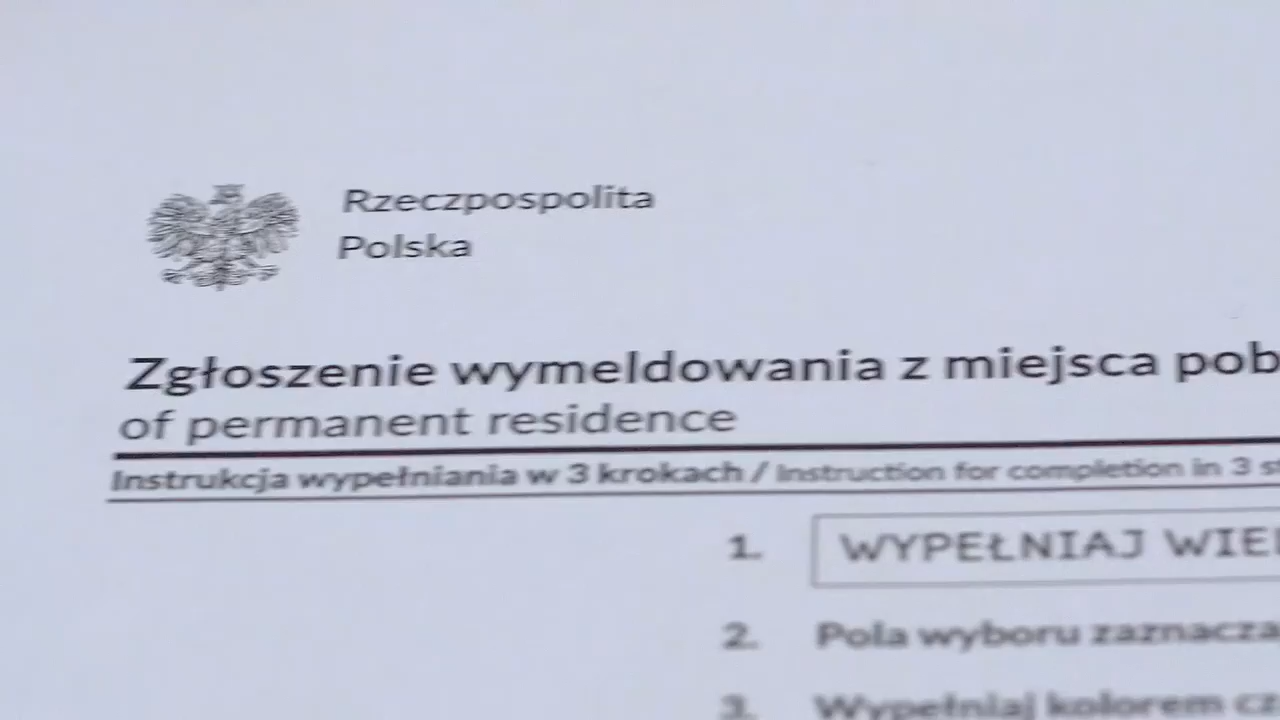 Rzeczpospolita
Polska
Zgłoszenie wymeldowania z miejsca pob
of permanent residence
Instrukcja wypełniania w 3 krokach / Instruction for completion in 3 s
1. WYPEŁNIAJ WIEL
2. Pola wyboru zaznacza
3. Wypełniaj kolorem cz